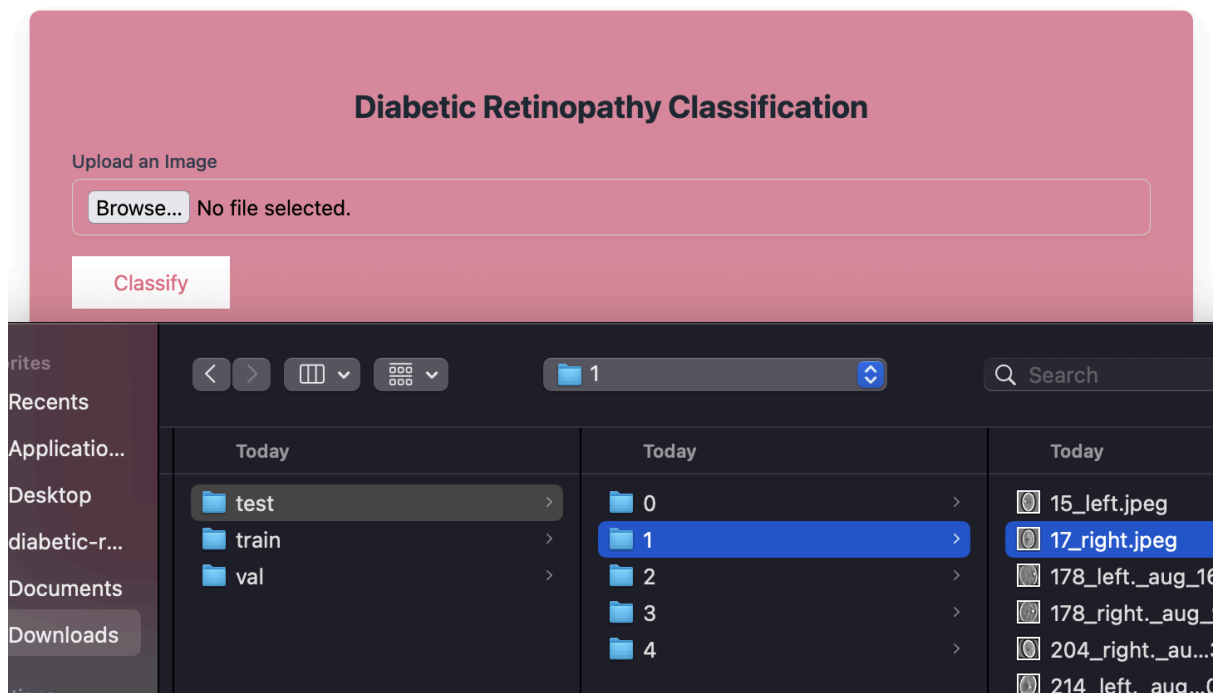 Diabetic Retinopathy Classification
Upload an Image
Browse... No file selected.
Classify
rites
Recents
Applicatio...
Desktop
diabetic-r...
Documents
Downloads
1
Search
Today
test
train
val
Today
0
1
2
3
4
Today
15_left.jpeg
17_right.jpeg
178_left._aug_16
178_right._aug_
204_right._au...
214_left._aug...